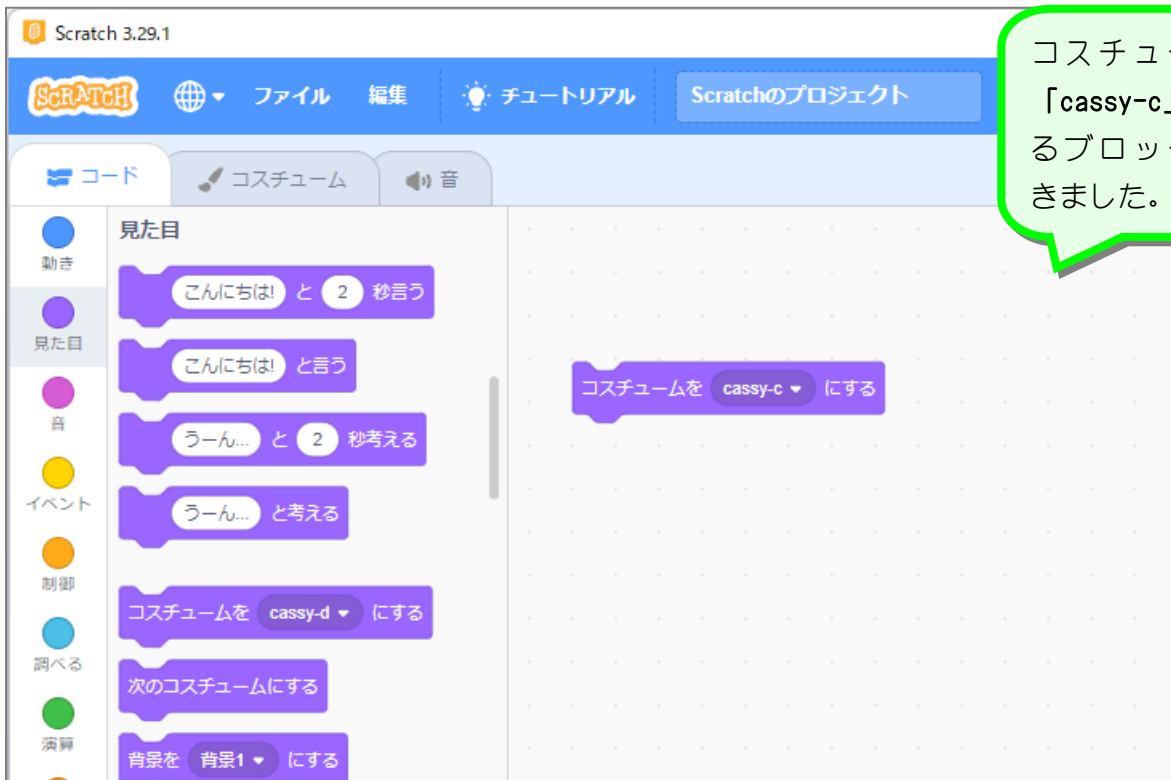 Scratch 3.29.1
SCRATCH
ファイル
編集
チュートリアル
Scratchのプロジェクト
コード
コスチューム
音
コスチュー
「cassy-c」
るブロッ
きました。
動き
見た目
音
イベント
制御
調べる
演算
見た目
こんにちは! と 2 秒言う
こんにちは! と言う
うーん... と 2 秒考える
うーん... と考える
コスチュームを cassy-d にする
次のコスチュームにする
背景を 背景1 にする
コスチュームを cassy-c にする